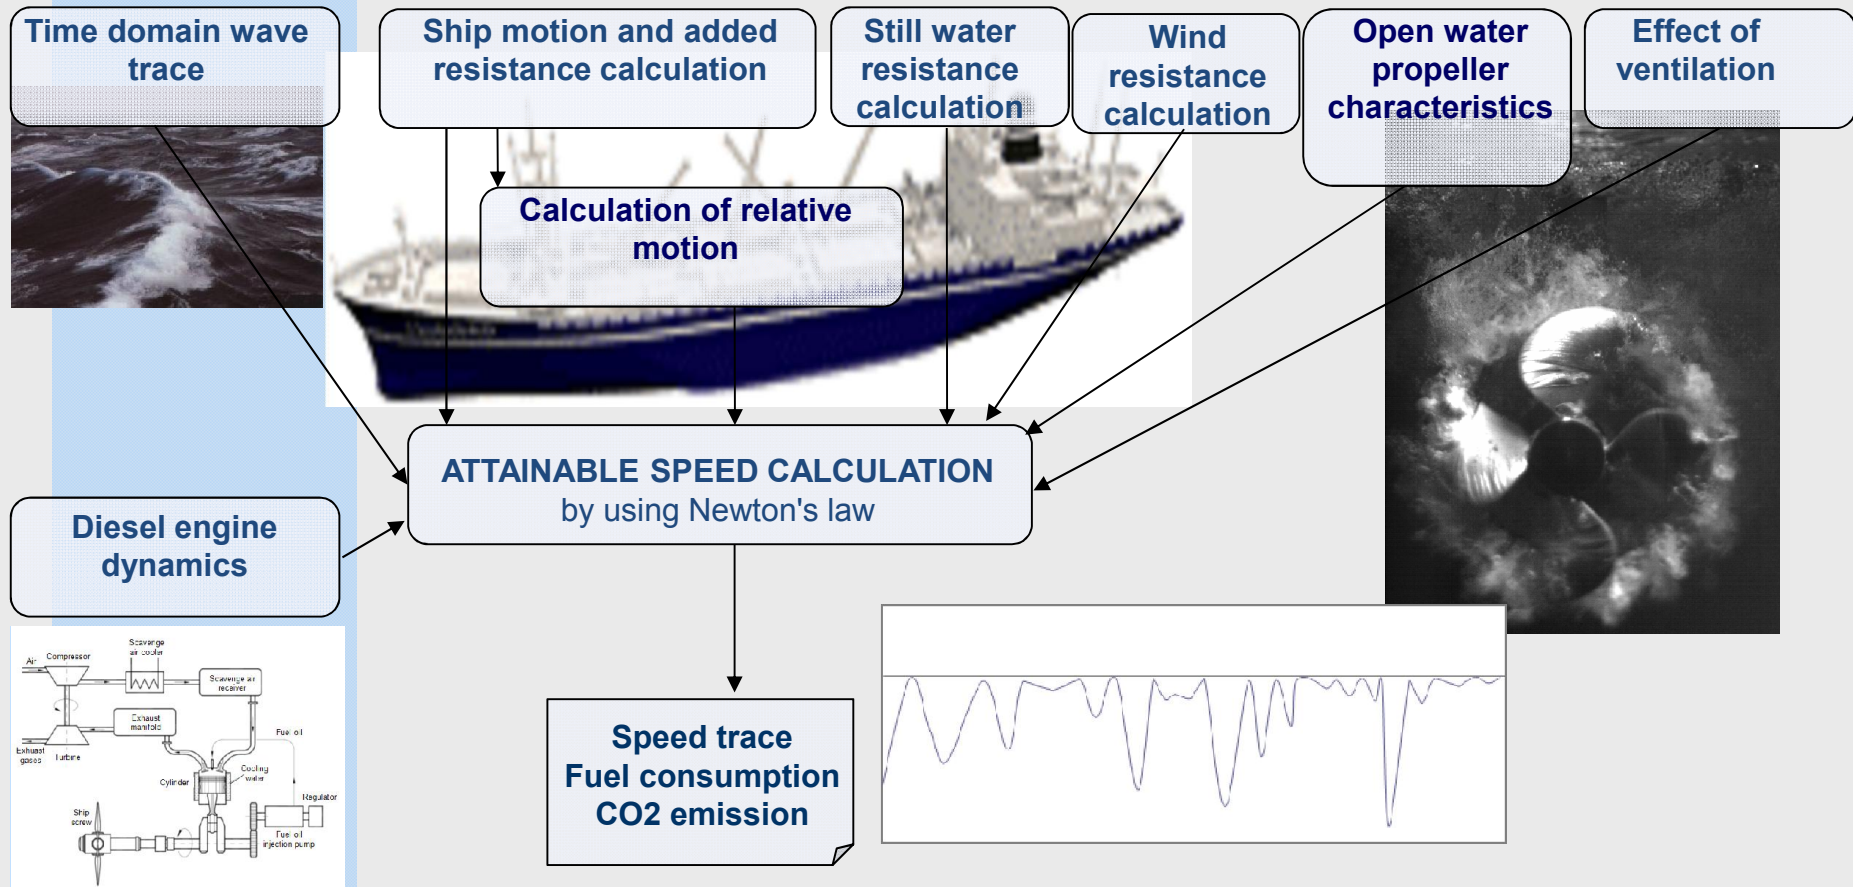 Time domain wave
trace
Ship motion and added
resistance calculation
Still water
resistance
calculation
Wind
resistance
calculation
Open water
propeller
characteristics
Effect of
ventilation
Calculation of relative
motion
ATTAINABLE SPEED CALCULATION
by using Newton's law
Diesel engine
dynamics
Speed trace
Fuel consumption
CO2 emission
Scavenge
air cooler
Air
Compressor
Scavenge air
receiver
Exhaust
manifold
Fuel oil
Exhuast
gases
Turbine
Cooling
water
Cylinder
Regulator
Ship
screw
Fuel oil
injection pump